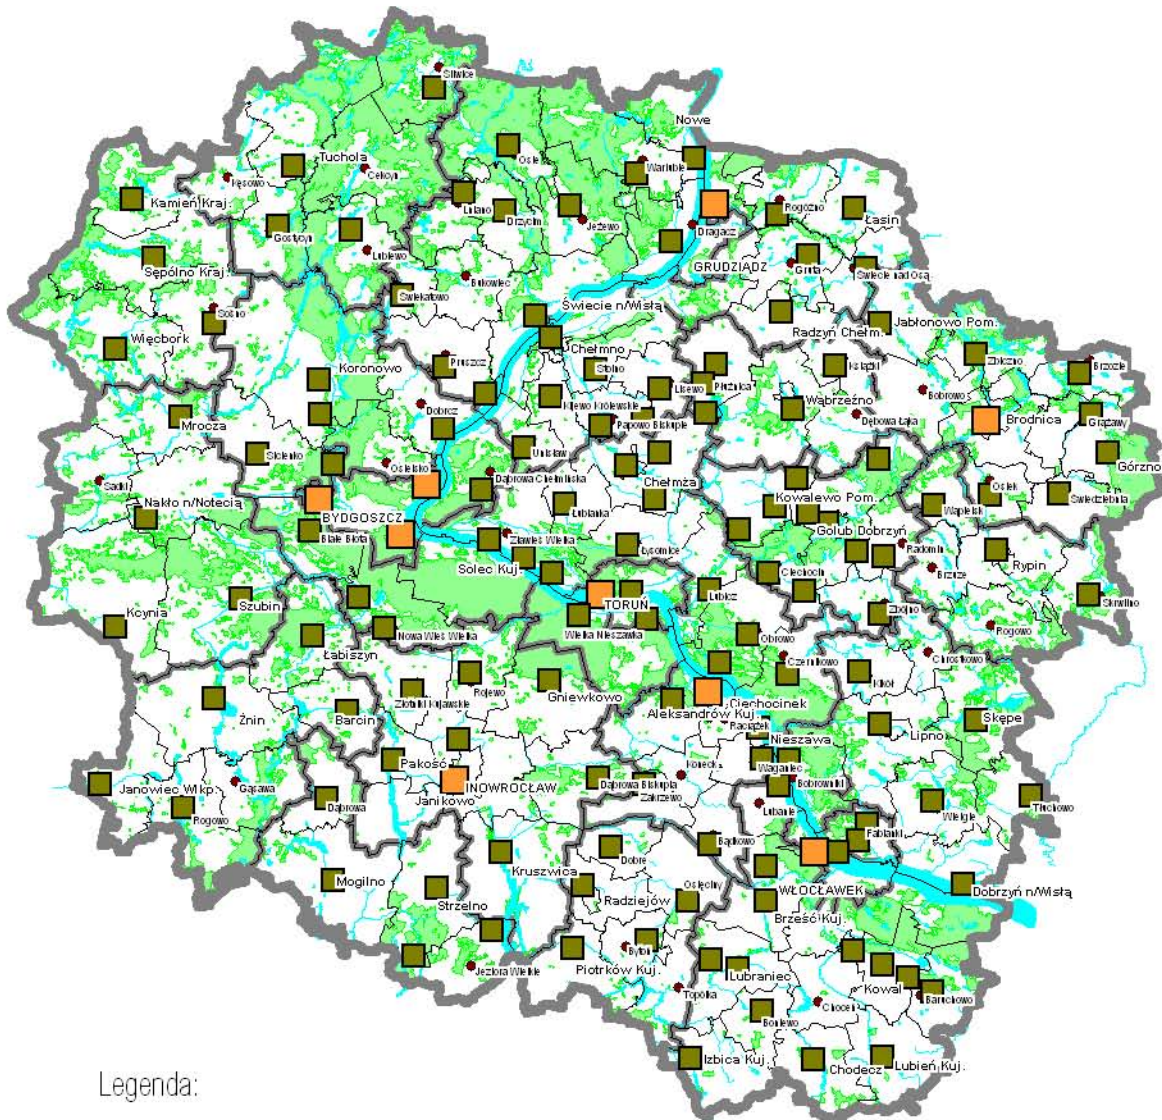 Śliwice
Nowe
Osie
Tuchola
Warlubie
Cekcyn
Kęsowo
Kamień Kraj.
Lniano
Drzycim
Jeżewo
Rogóźno
Łasin
Dragacz
Gostycyn
Lubiewo
Sępólno Kraj.
GRUDZIĄDZ
Gruta
Świecie nad Osą
Bukowiec
Świekatowo
Świecie n/Wisłą
Sośno
Radzyń Chełm.
Jabłonowo Pom.
Więcbork
Chełmno
Zbiczno
Pruszcz
Stolno
Książki
Brzozie
Koronowo
Lisewo
Płużnica
Bobrowo
Kijewo Królewskie
Wąbrzeźno
Dobrcz
Brodnica
Mrocza
Papowo Biskupie
Dębowa Łąka
Grążawy
Sicienko
Unisław
Górzno
Osielsko
Dąbrowa Chełmińska
Chełmża
Sadki
Kowalewo Pom.
Osiek
Świedziebnia
Nakło n/Notecią
BYDGOSZCZ
Łubianka
Wąpielsk
Białe Błota
Zławieś Wielka
Golub Dobrzyń
Łysomice
Radomin
Solec Kuj.
Rypin
Ciechocin
Brzuze
Lubicz
Skrwilno
Szubin
TORUŃ
Zbójno
Kcynia
Wielka Nieszawka
Rogowo
Nowa Wieś Wielka
Obrowo
Łabiszyn
Chrostkowo
Czernikowo
Kikół
Rojewo
Złotniki Kujawskie
Gniewkowo
Ciechocinek
Żnin
Barcin
Aleksandrów Kuj.
Skępe
Raciążek
Lipno
Nieszawa
Pakość
Waganiec
Koneck
Janowiec Wlkp.
Gąsawa
INOWROCŁAW
Dąbrowa Biskupia
Bobrowniki
Janikowo
Zakrzewo
Dąbrowa
Lubanie
Tłuchowo
Rogowo
Wielgie
Fabianki
Bądkowo
Dobre
Kruszwica
Mogilno
Osięciny
WŁOCŁAWEK
Dobrzyń n/Wisłą
Strzelno
Radziejów
Brześć Kuj.
Bytoń
Jeziora Wielkie
Piotrków Kuj.
Lubraniec
Kowal
Topólka
Baruchowo
Choceń
Boniewo
Izbica Kuj.
Chodecz
Lubień Kuj.
Legenda: